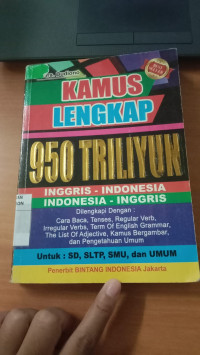 KAMUS
LENGKAP
950 TRILIYUN
INGGRIS - INDONESIA
INDONESIA - INGGRIS
Dilengkapi Dengan :
Cara Baca, Tenses, Regular Verb,
Irregular Verbs, Term Of English Grammar,
The List Of Adjective, Kamus Bergambar,
dan Pengetahuan Umum
Untuk : SD, SLTP, SMU, dan UMUM
Penerbit BINTANG INDONESIA Jakarta